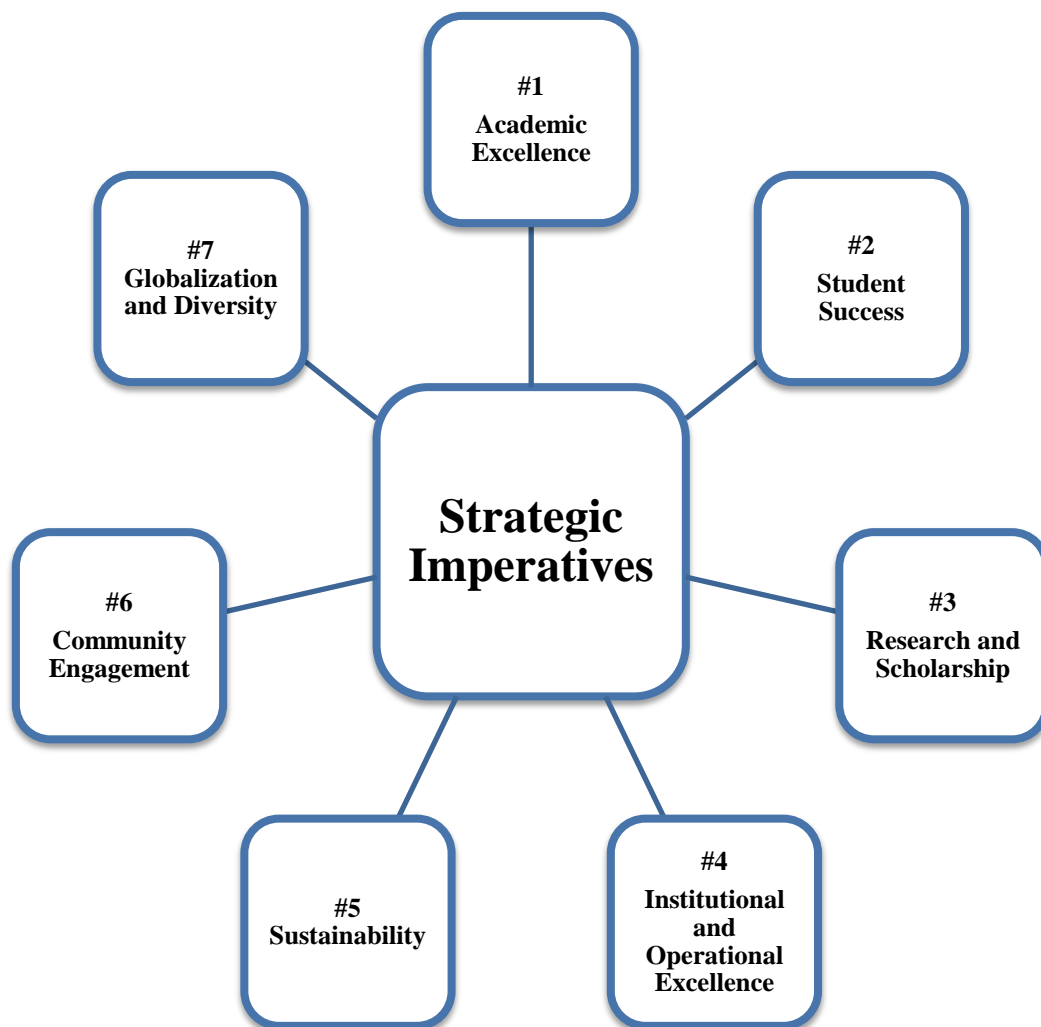 #1
Academic
Excellence
#2
Student
Success
#3
Research and
Scholarship
#4
Institutional
and
Operational
Excellence
#5
Sustainability
#6
Community
Engagement
#7
Globalization
and Diversity
Strategic
Imperatives